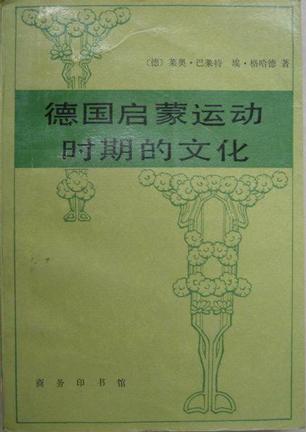 〔德〕莱奥·巴莱特 埃·格哈德 著
德国启蒙运动
时期的文化
商务印书馆